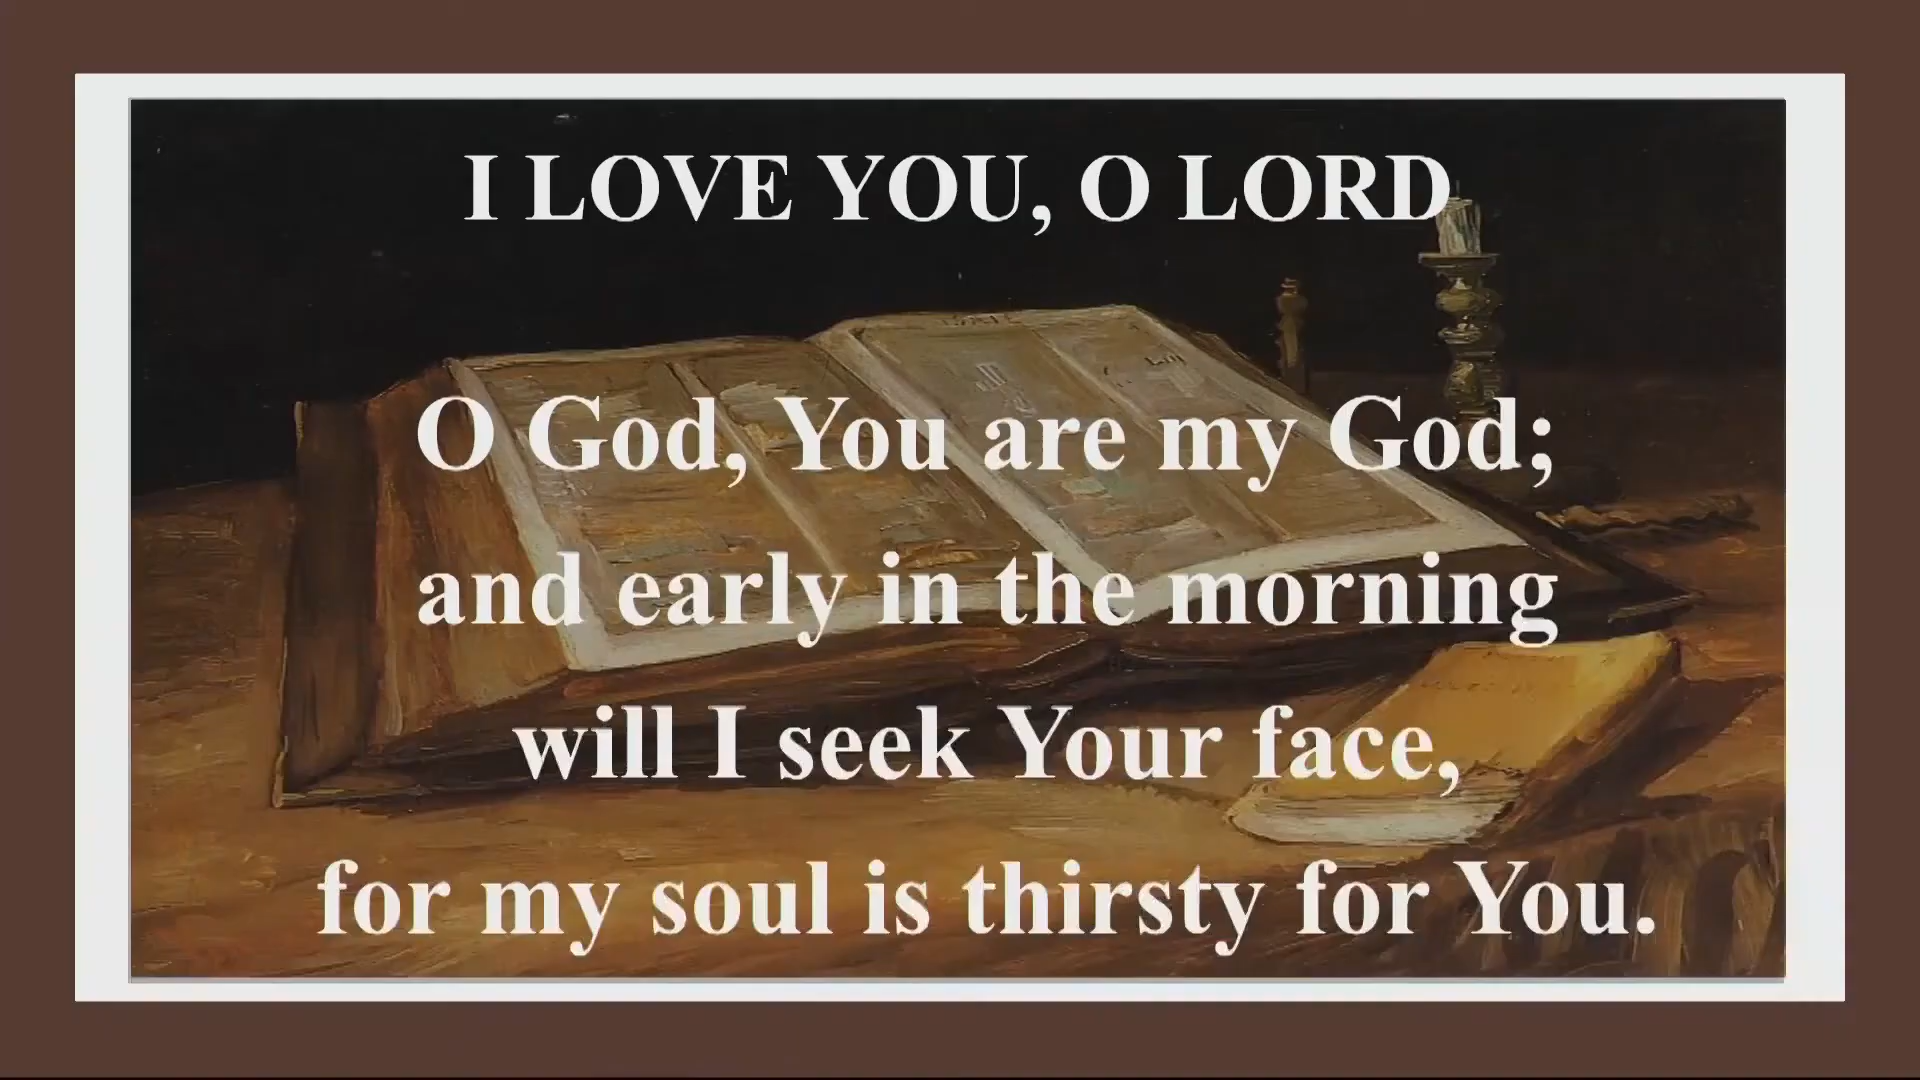 I LOVE YOU, O LORD
O God, You are my God;
and early in the morning
will I seek Your face,
for my soul is thirsty for You.